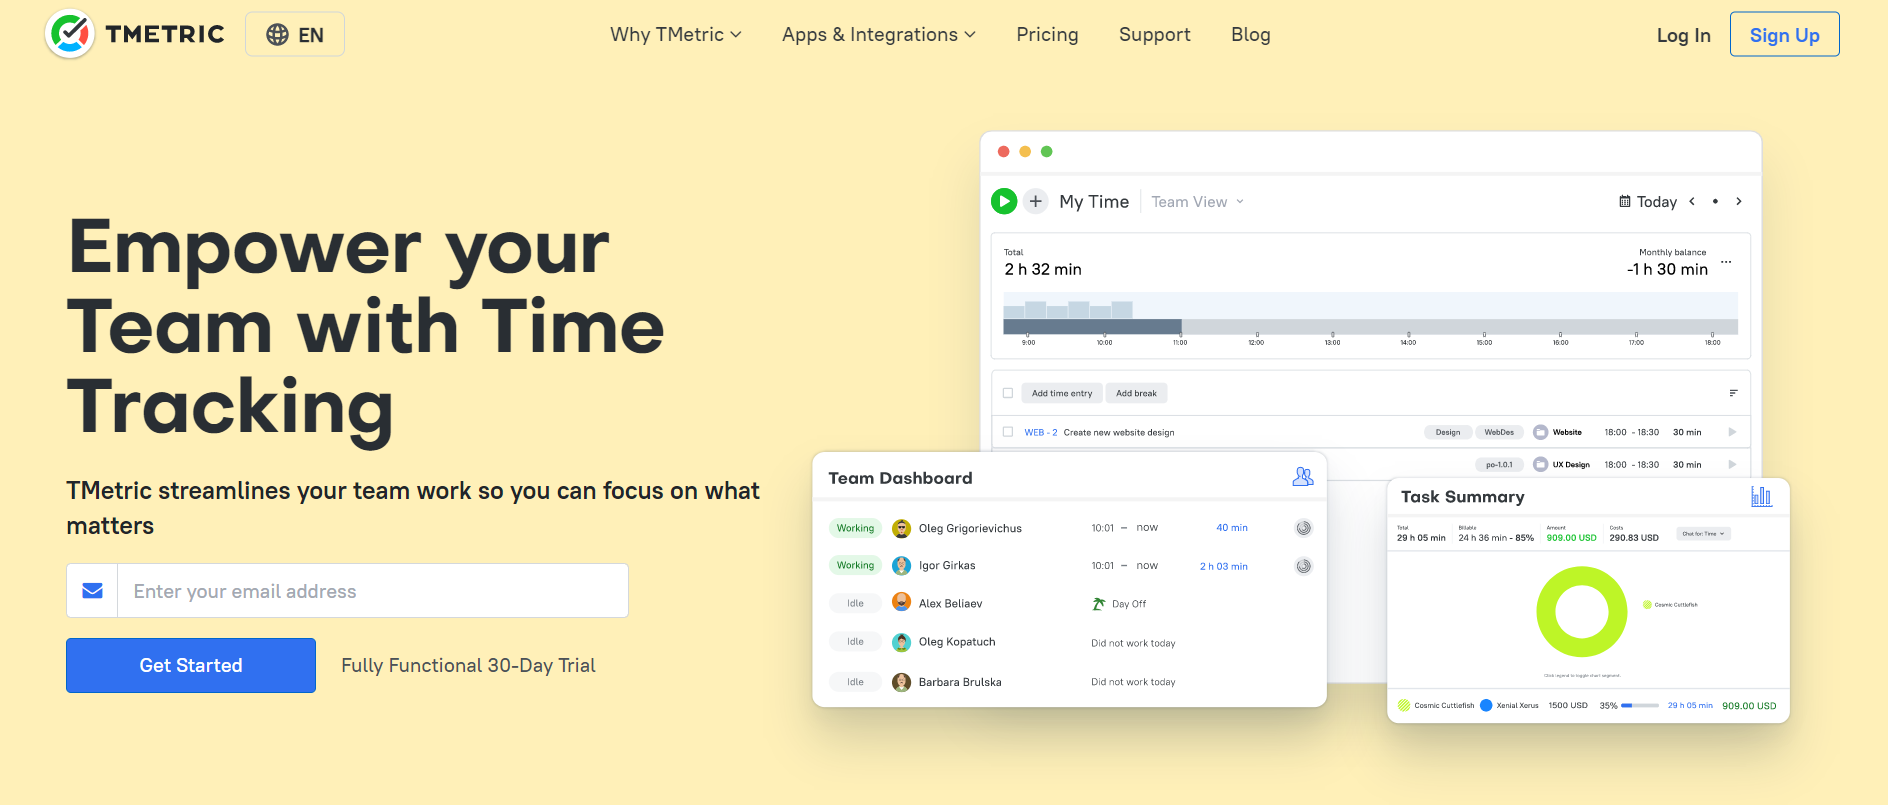 TMETRIC
EN
Why TMetric
Apps & Integrations
Pricing
Support
Blog
Log In
Sign Up
Empower your
Team with Time
Tracking
TMetric streamlines your team work so you can focus on what
matters
Enter your email address
Get Started
Fully Functional 30-Day Trial
My Time
Team View
Today
Total
2 h 32 min
Monthly balance
-1 h 30 min
9:00 10:00 11:00 12:00 13:00 14:00 15:00 16:00 17:00 18:00
Add time entry
Add break
WEB - 2 Create new website design Design WebDes Website 18:00 - 18:30 30 min
po-1.0.1 UX Design 18:00 - 18:30 30 min
Team Dashboard
Working Oleg Grigorievichus 10:01 – now 40 min
Working Igor Girkas 10:01 – now 2 h 03 min
Idle Alex Beliaev Day Off
Idle Oleg Kopatuch Did not work today
Idle Barbara Brulska Did not work today
Task Summary
Total Billable Amount Costs
29 h 05 min 24 h 36 min - 85% 909.00 USD 290.83 USD
Chat for: Time
Cosmic Cuttlefish
Click legend to toggle chart segment.
Cosmic Cuttlefish Xenial Xerus 1500 USD 35% 29 h 05 min 909.00 USD